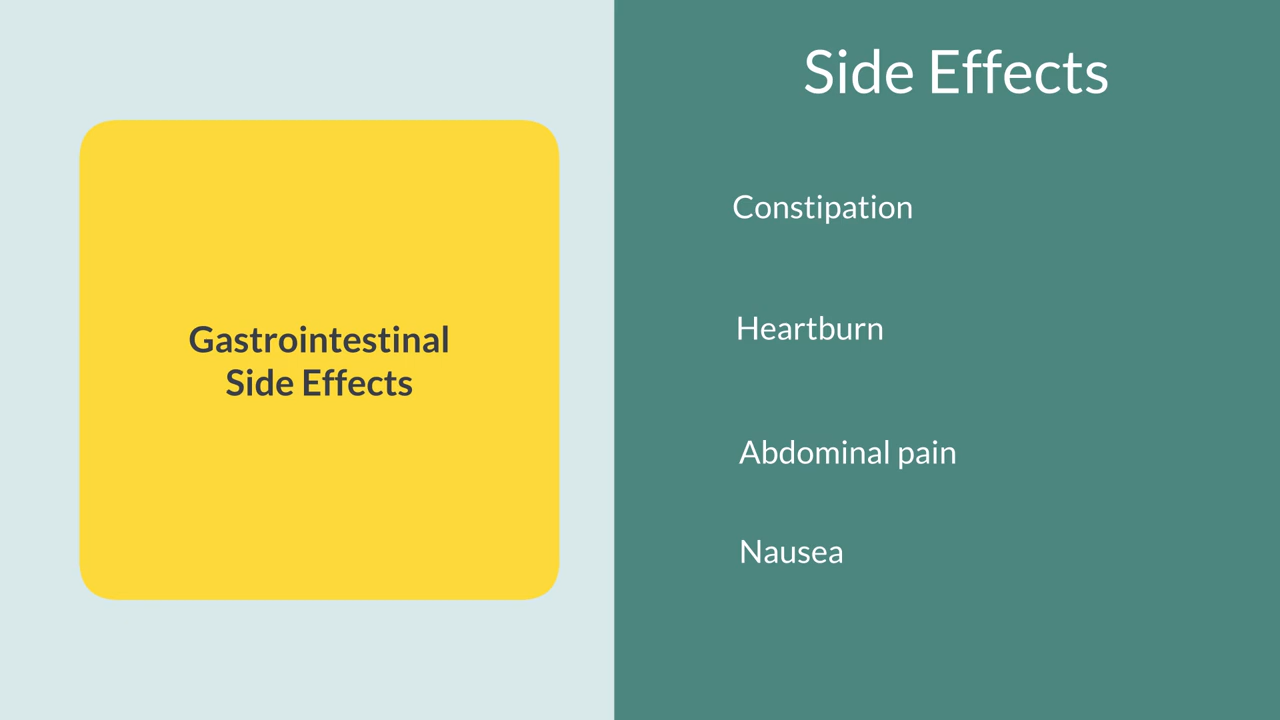 Gastrointestinal
Side Effects
Side Effects
Constipation
Heartburn
Abdominal pain
Nausea